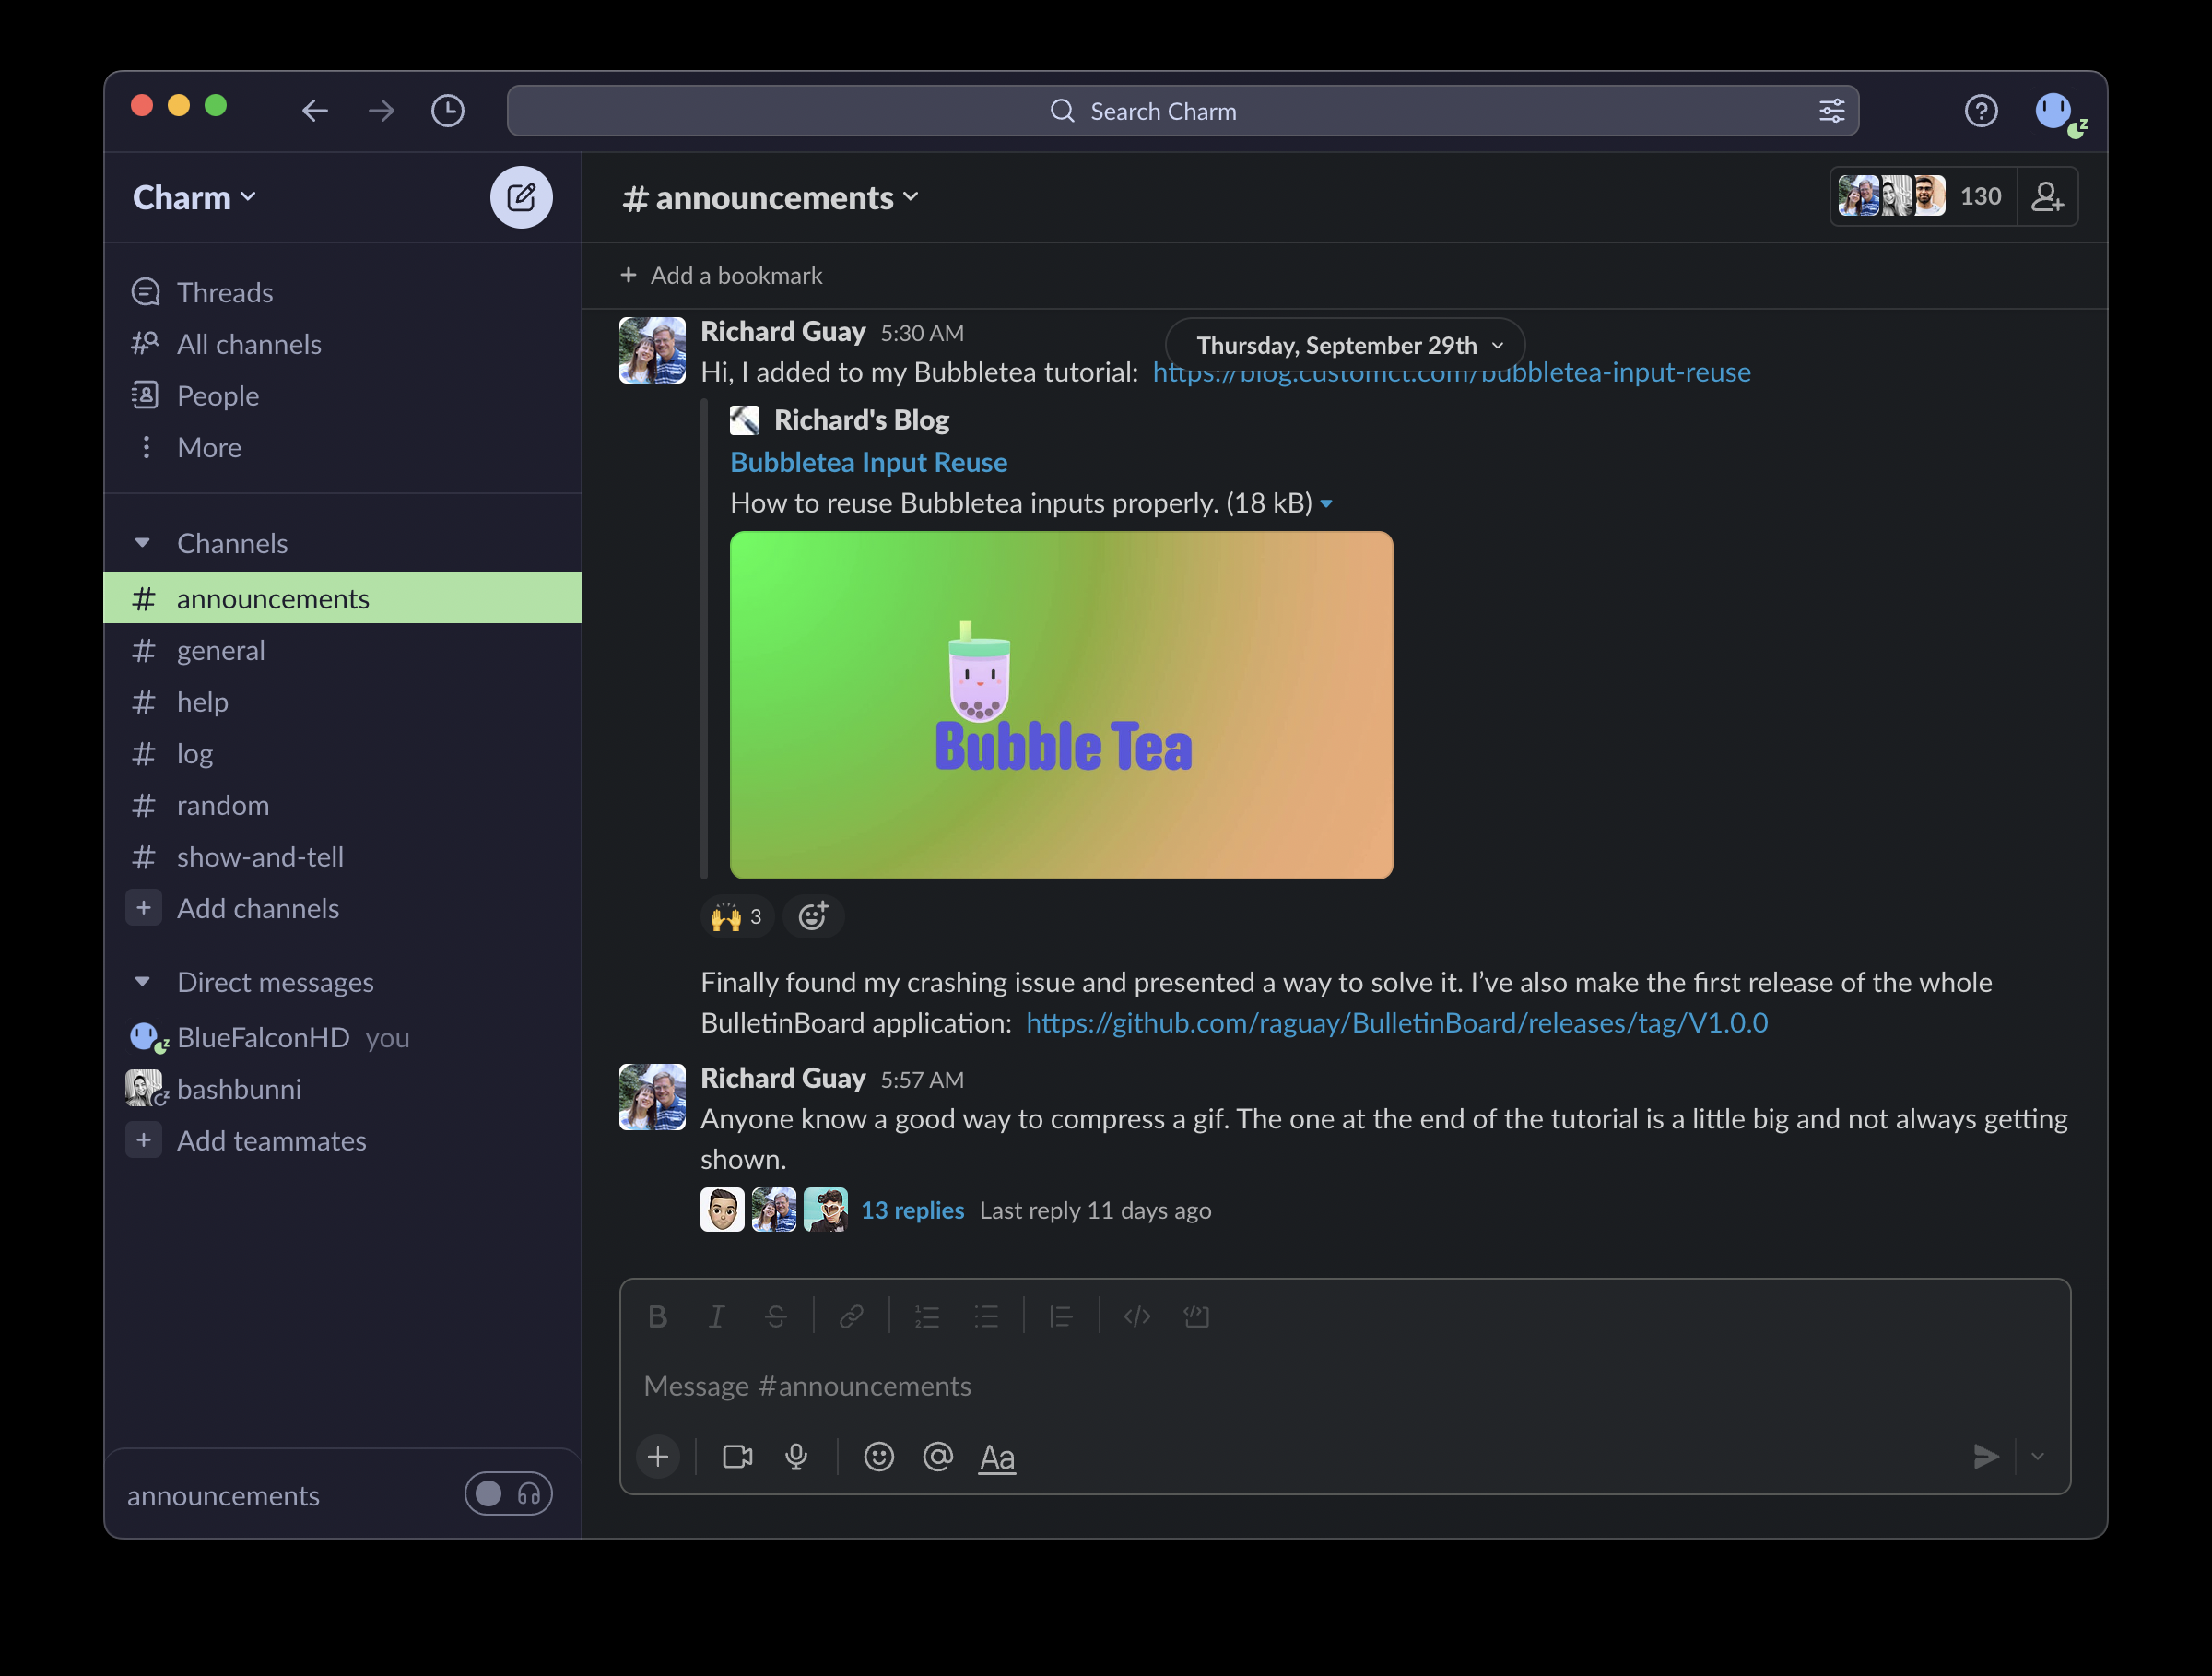 Search Charm
Charm
Threads
All channels
People
More
Channels
# announcements
# general
# help
# log
# random
# show-and-tell
+ Add channels
Direct messages
BlueFalconHD you
bashbunni
+ Add teammates
announcements
# announcements
130
+ Add a bookmark
Thursday, September 29th
Richard Guay 5:30 AM
Hi, I added to my Bubbletea tutorial: https://blog.customct.com/bubbletea-input-reuse
Richard's Blog
Bubbletea Input Reuse
How to reuse Bubbletea inputs properly. (18 kB)
Bubble Tea
3
Finally found my crashing issue and presented a way to solve it. I’ve also make the first release of the whole
BulletinBoard application: https://github.com/raguay/BulletinBoard/releases/tag/V1.0.0
Richard Guay 5:57 AM
Anyone know a good way to compress a gif. The one at the end of the tutorial is a little big and not always getting
shown.
13 replies Last reply 11 days ago
B I S
Message #announcements
+ @ Aa